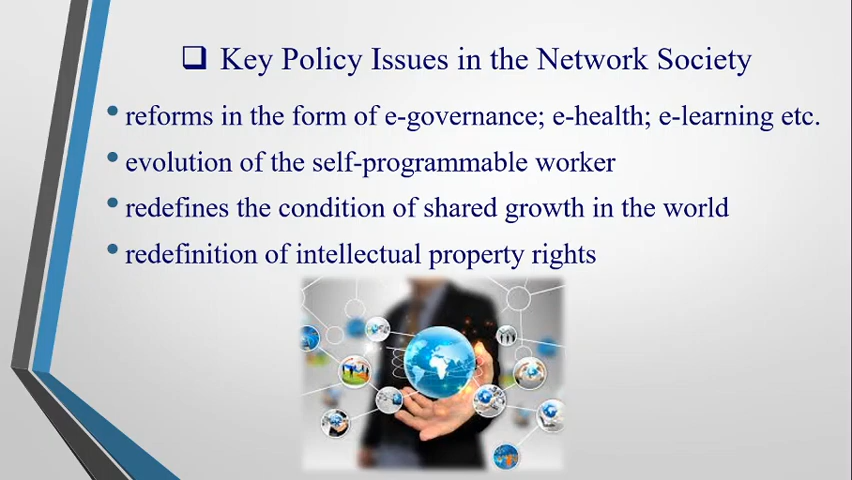 ❑ Key Policy Issues in the Network Society
• reforms in the form of e-governance; e-health; e-learning etc.
• evolution of the self-programmable worker
• redefines the condition of shared growth in the world
• redefinition of intellectual property rights